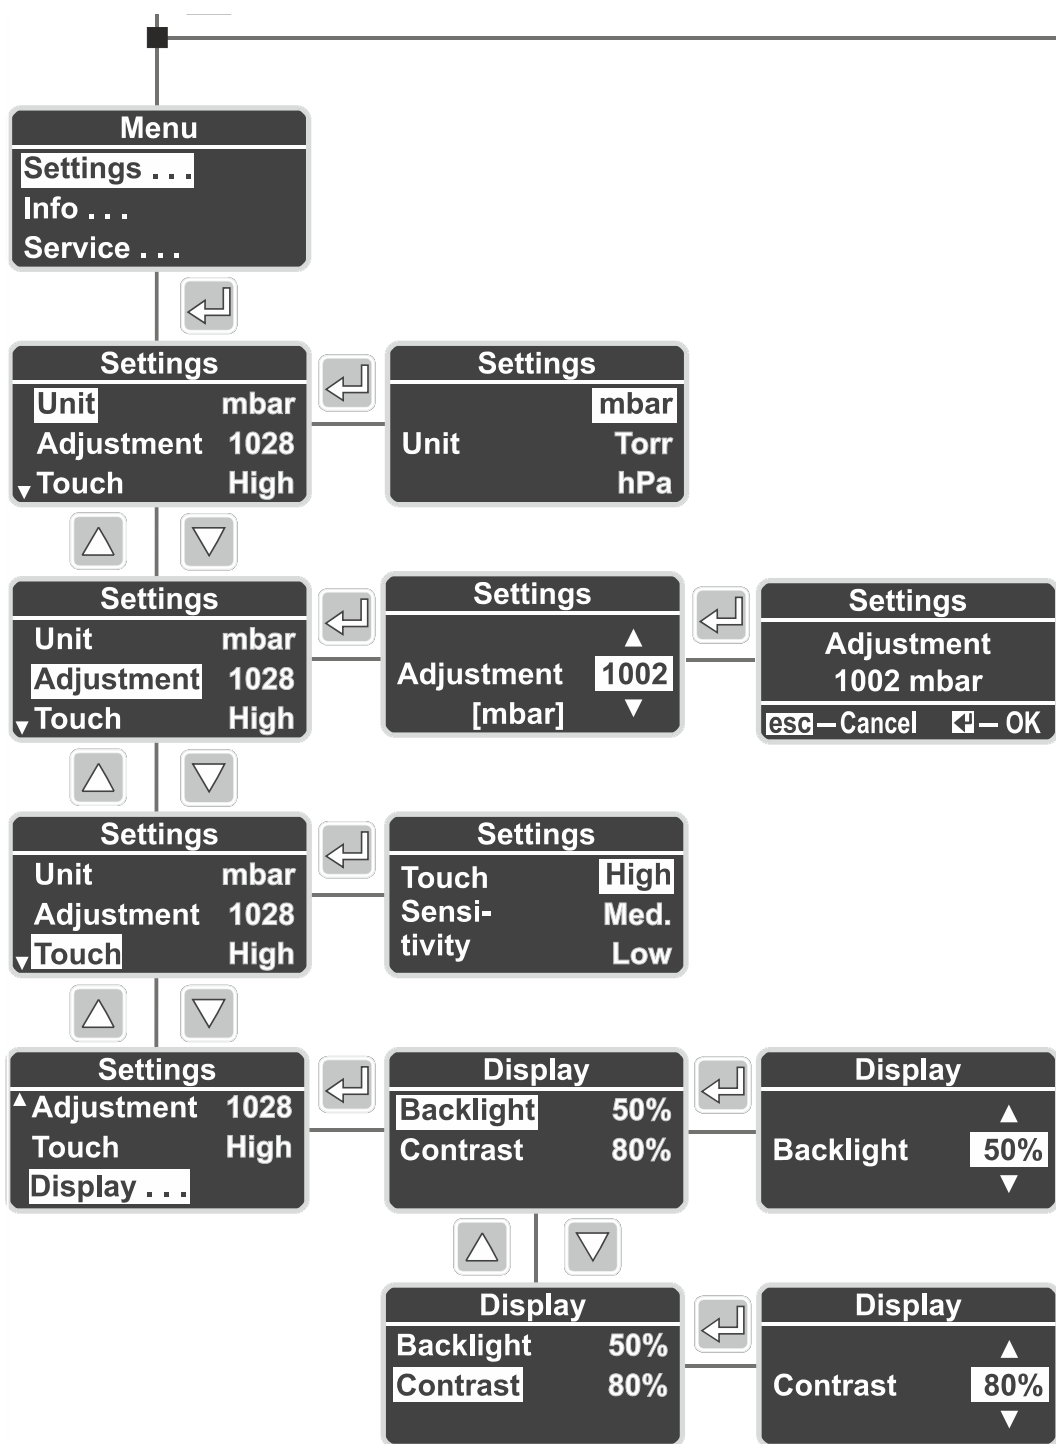 Menu
Settings . . .
Info . . .
Service . . .
Settings
Unit mbar
Adjustment 1028
Touch High
Settings
mbar
Unit Torr
hPa
Settings
Unit mbar
Adjustment 1028
Touch High
Settings
Adjustment 1002
[mbar]
Settings
Adjustment
1002 mbar
esc – Cancel – OK
Settings
Unit mbar
Adjustment 1028
Touch High
Settings
Touch High
Sensi- Med.
tivity Low
Settings
Adjustment 1028
Touch High
Display . . .
Display
Backlight 50%
Contrast 80%
Display
Backlight 50%
Display
Backlight 50%
Contrast 80%
Display
Contrast 80%